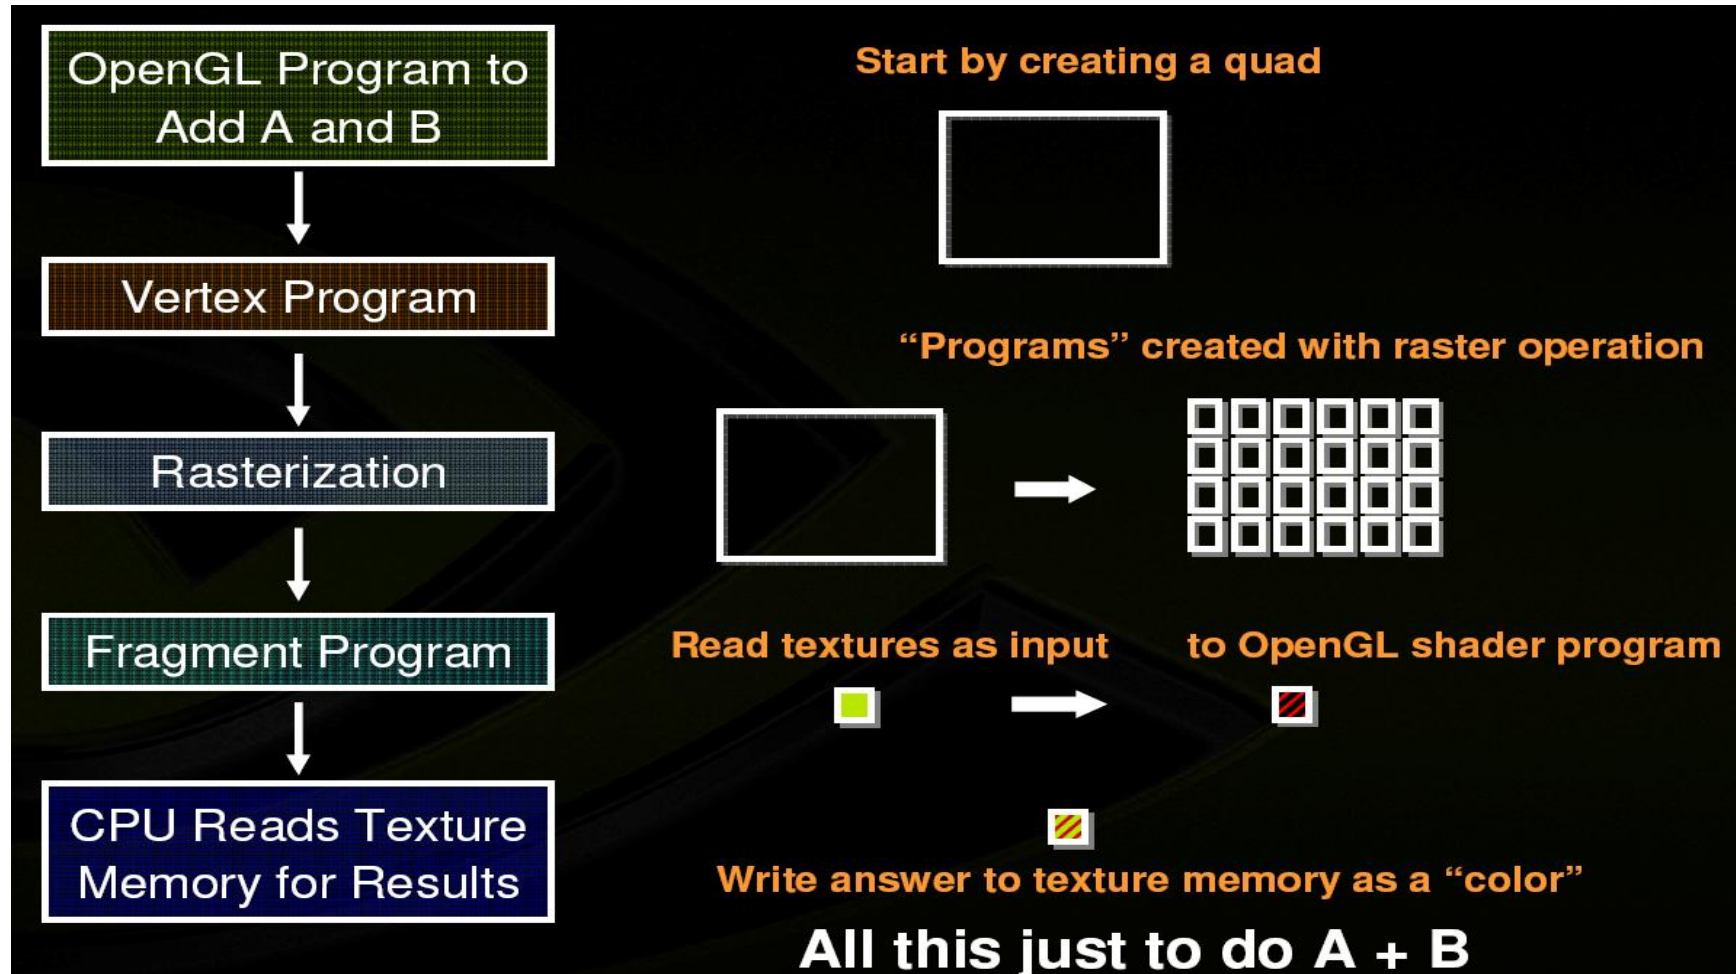 OpenGL Program to
Add A and B
Start by creating a quad
Vertex Program
“Programs” created with raster operation
Rasterization
Fragment Program
Read textures as input
to OpenGL shader program
CPU Reads Texture
Memory for Results
Write answer to texture memory as a “color”
All this just to do A + B